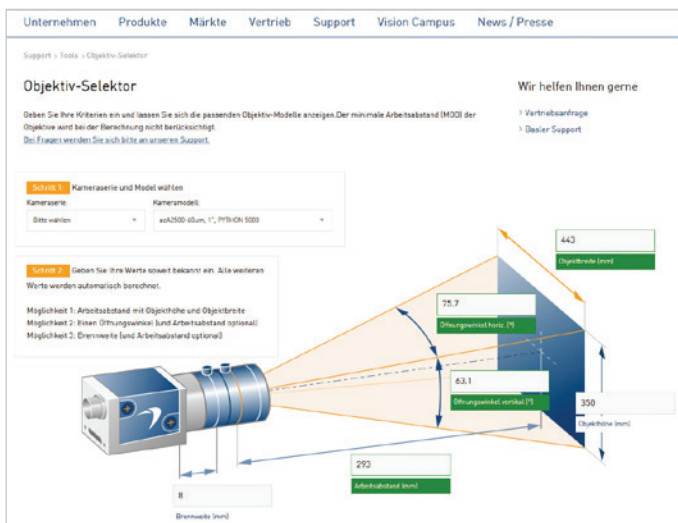 Unternehmen Produkte Märkte Vertrieb Support Vision Campus News / Presse
Support > Tools > Objektiv-Selektor
Objektiv-Selektor
Wir helfen Ihnen gerne
Geben Sie Ihre Kriterien ein und lassen Sie sich die passenden Objektiv-Modelle anzeigen.Der minimale Arbeitsabstand (MOD) der
Objektive wird bei der Berechnung nicht berücksichtigt.
Bei Fragen wenden Sie sich bitte an unseren Support.
> Vertriebsanfrage
> Basler Support
Schritt 1: Kameraserie und Model wählen
Kameraserie: Kameramodell:
Bitte wählen acA2500-60um, 1", PYTHON 5000
Schritt 2: Geben Sie Ihre Werte soweit bekannt ein. Alle weiteren
Werte werden automatisch berechnet.
Möglichkeit 1: Arbeitsabstand mit Objekthöhe und Objektbreite
Möglichkeit 2: Einen Öffnungswinkel (und Arbeitsabstand optional)
Möglichkeit 3: Brennweite (und Arbeitsabstand optional)
443
Objektbreite (mm)
75.7
Öffnungswinkel horiz. (°)
63.1
Öffnungswinkel vertikal (°)
350
Objekthöhe (mm)
293
Arbeitsabstand (mm)
8
Brennweite (mm)